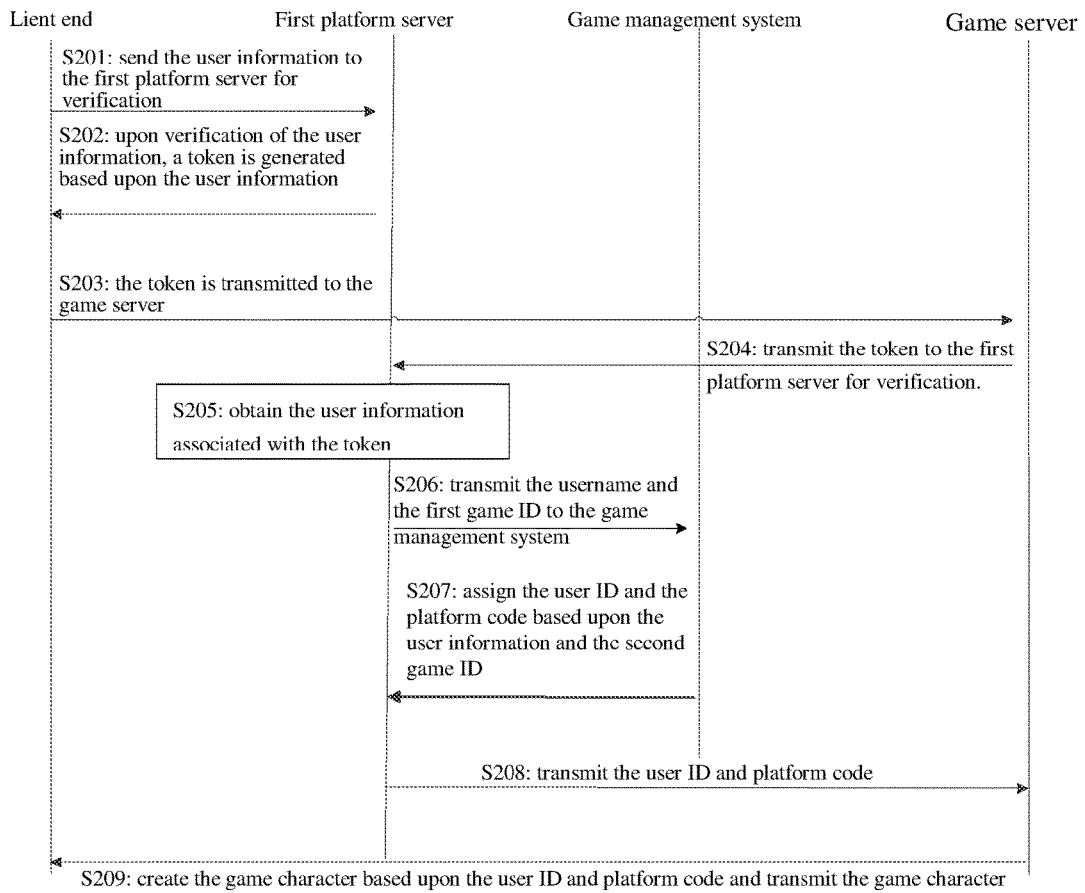 Lient end
First platform server
Game management system
Game server
S201: send the user information to
the first platform server for
verification
S202: upon verification of the user
information, a token is generated
based upon the user information
S203: the token is transmitted to the
game server
S204: transmit the token to the first
platform server for verification.
S205: obtain the user information
associated with the token
S206: transmit the username and
the first game ID to the game
management system
S207: assign the user ID and the
platform code based upon the
user information and the second
game ID
S208: transmit the user ID and platform code
S209: create the game character based upon the user ID and platform code and transmit the game character